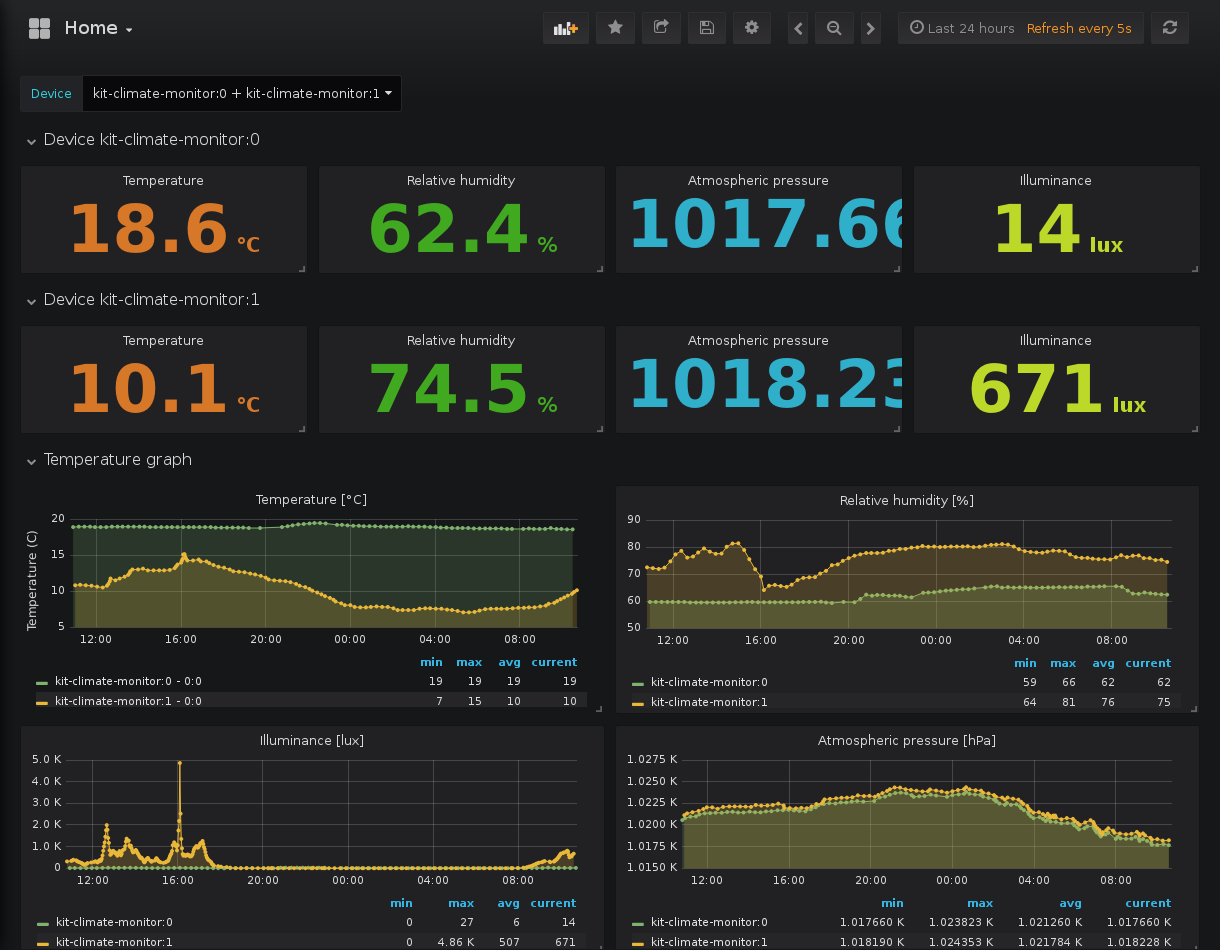 Home
Last 24 hours Refresh every 5s
Device kit-climate-monitor:0 + kit-climate-monitor:1
Device kit-climate-monitor:0
Temperature Relative humidity Atmospheric pressure Illuminance
18.6 °C 62.4 % 1017.66 14 lux
Device kit-climate-monitor:1
Temperature Relative humidity Atmospheric pressure Illuminance
10.1 °C 74.5 % 1018.23 671 lux
Temperature graph
Temperature [°C]
Temperature (C)
20
15
10
5
12:00 16:00 20:00 00:00 04:00 08:00
min max avg current
kit-climate-monitor:0 - 0:0 19 19 19 19
kit-climate-monitor:1 - 0:0 7 15 10 10
Relative humidity [%]
90
80
70
60
50
12:00 16:00 20:00 00:00 04:00 08:00
min max avg current
kit-climate-monitor:0 59 66 62 62
kit-climate-monitor:1 64 81 76 75
Illuminance [lux]
5.0 K
4.0 K
3.0 K
2.0 K
1.0 K
0
12:00 16:00 20:00 00:00 04:00 08:00
min max avg current
kit-climate-monitor:0 0 27 6 14
kit-climate-monitor:1 0 4.86 K 507 671
Atmospheric pressure [hPa]
1.0275 K
1.0250 K
1.0225 K
1.0200 K
1.0175 K
1.0150 K
12:00 16:00 20:00 00:00 04:00 08:00
min max avg current
kit-climate-monitor:0 1.017660 K 1.023823 K 1.021260 K 1.017660 K
kit-climate-monitor:1 1.018190 K 1.024353 K 1.021784 K 1.018228 K